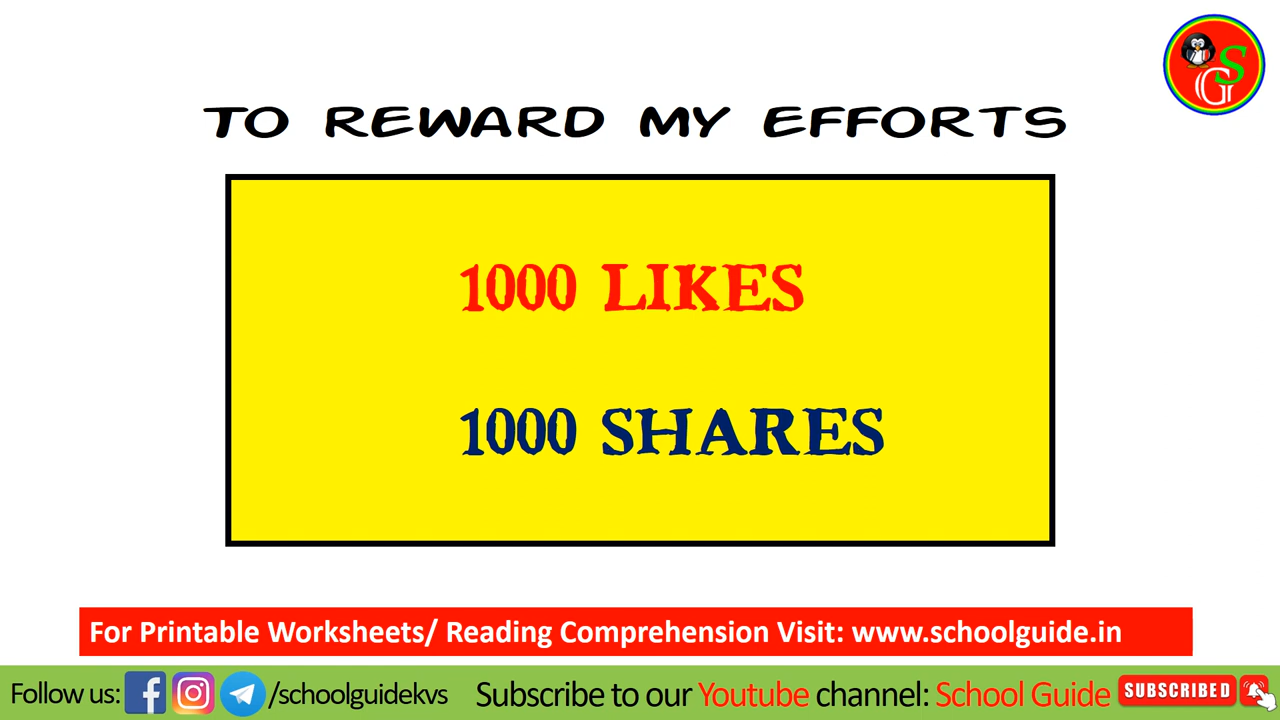 SG
TO REWARD MY EFFORTS
1000 LIKES
1000 SHARES
For Printable Worksheets/ Reading Comprehension Visit: www.schoolguide.in
Follow us: /schoolguidekvs Subscribe to our Youtube channel: School Guide SUBSCRIBED